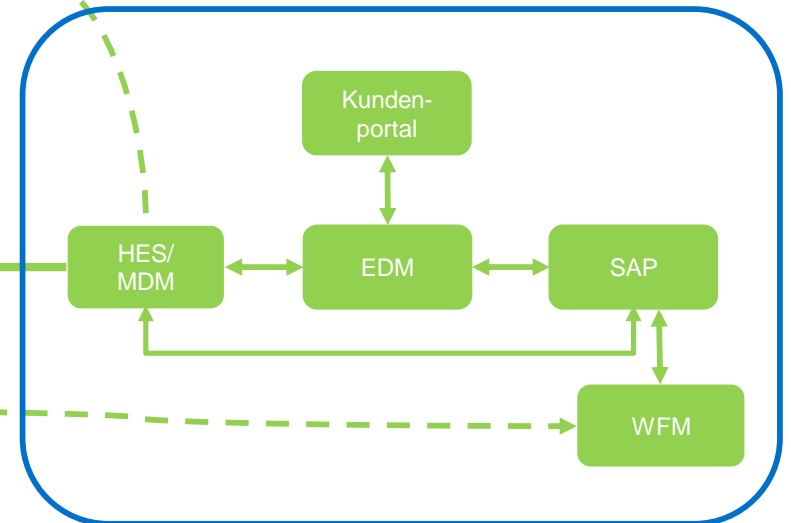 Kunden-
portal
HES/
MDM
EDM
SAP
WFM